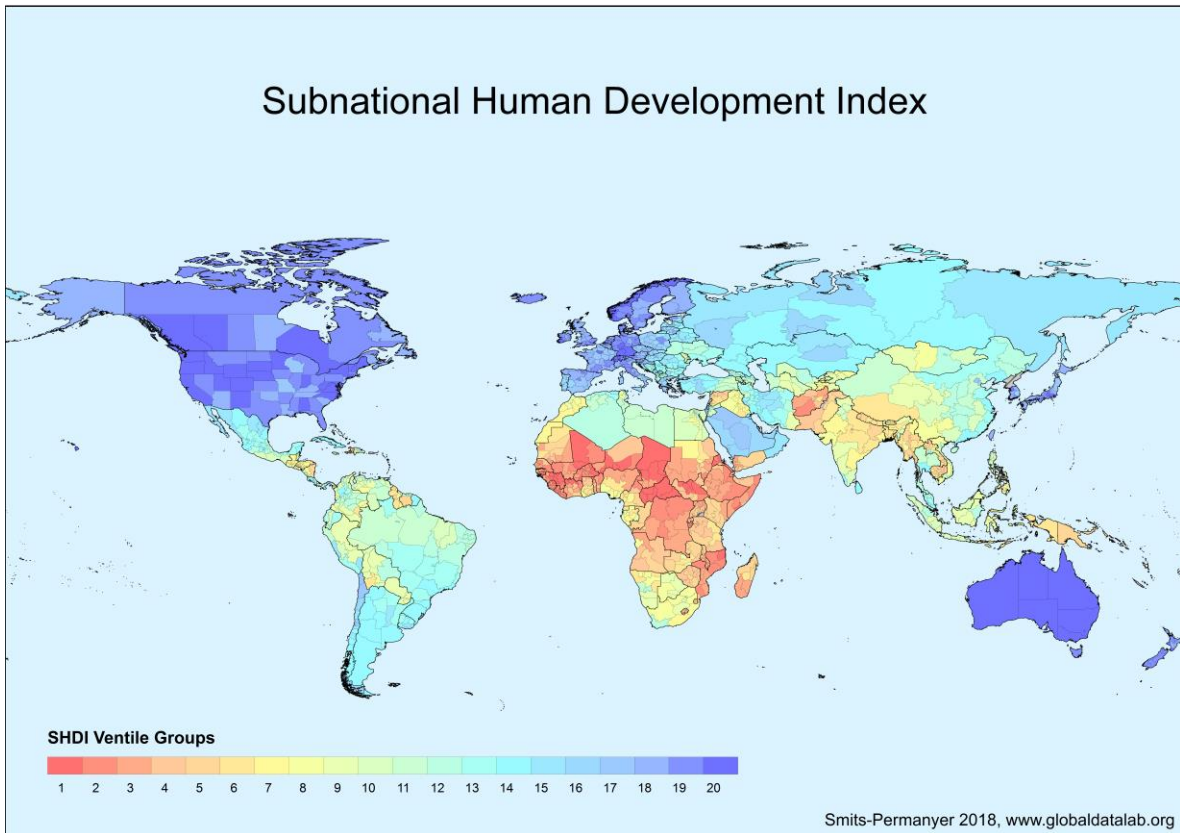 Subnational Human Development Index
SHDI Ventile Groups
1 2 3 4 5 6 7 8 9 10 11 12 13 14 15 16 17 18 19 20
Smits-Permanyer 2018, www.globaldatalab.org